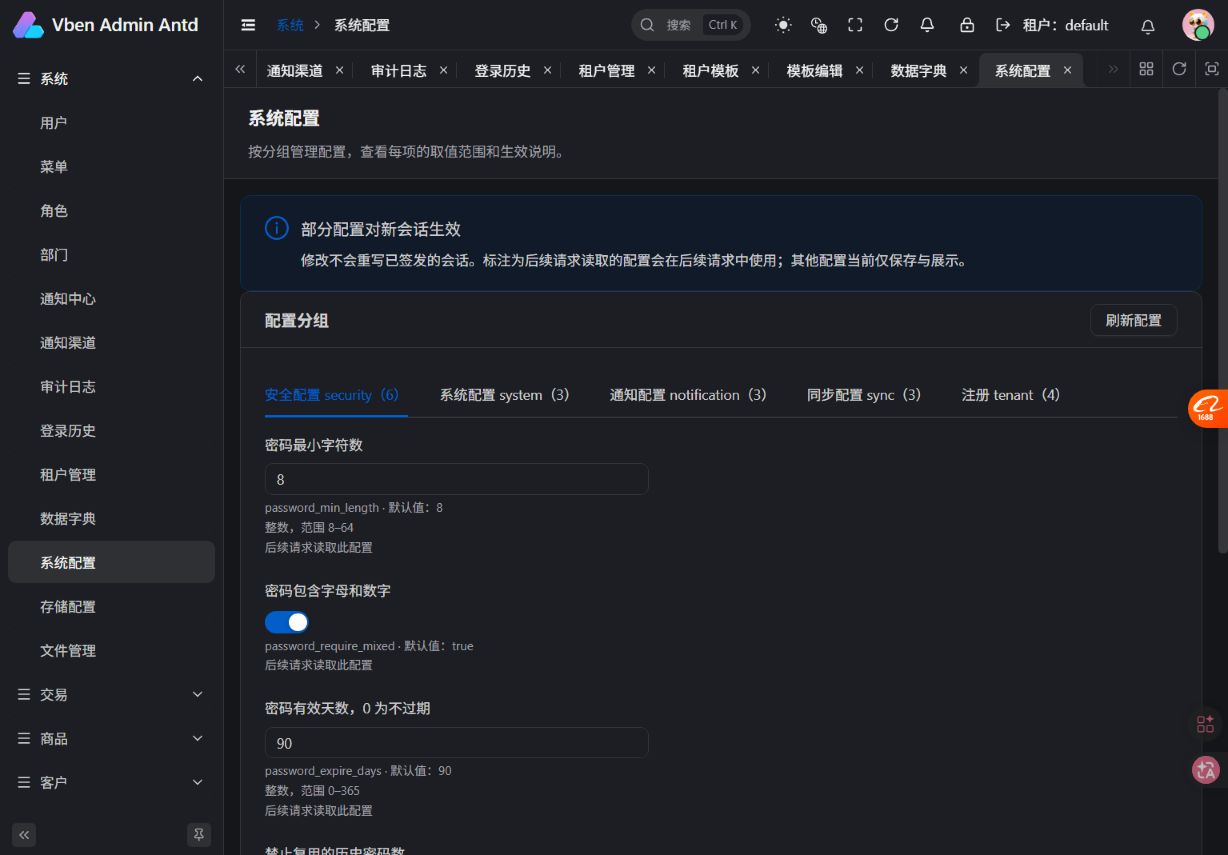 Vben Admin Antd
系统 > 系统配置
搜索 Ctrl K
租户：default
系统
用户
菜单
角色
部门
通知中心
通知渠道
审计日志
登录历史
租户管理
数据字典
系统配置
存储配置
文件管理
交易
商品
客户
通知渠道 × 审计日志 × 登录历史 × 租户管理 × 租户模板 × 模板编辑 × 数据字典 × 系统配置 ×
系统配置
按分组管理配置，查看每项的取值范围和生效说明。
部分配置对新会话生效
修改不会重写已签发的会话。标注为后续请求读取的配置会在后续请求中使用；其他配置当前仅保存与展示。
配置分组
刷新配置
安全配置 security（6） 系统配置 system（3） 通知配置 notification（3） 同步配置 sync（3） 注册 tenant（4）
密码最小字符数
8
password_min_length · 默认值：8
整数，范围 8–64
后续请求读取此配置
密码包含字母和数字
password_require_mixed · 默认值：true
后续请求读取此配置
密码有效天数，0 为不过期
90
password_expire_days · 默认值：90
整数，范围 0–365
后续请求读取此配置
禁止复用的历史密码数
1688